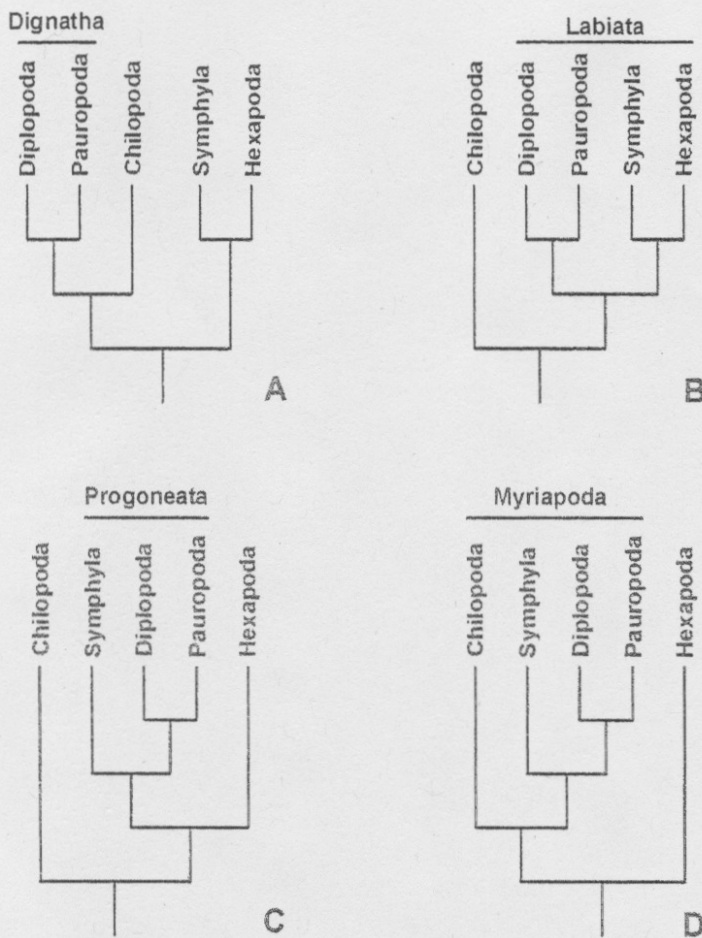 Dignatha
Diplopoda
Pauropoda
Chilopoda
Symphyla
Hexapoda
A
Labiata
Chilopoda
Diplopoda
Pauropoda
Symphyla
Hexapoda
B
Progoneata
Chilopoda
Symphyla
Diplopoda
Pauropoda
Hexapoda
C
Myriapoda
Chilopoda
Symphyla
Diplopoda
Pauropoda
Hexapoda
D